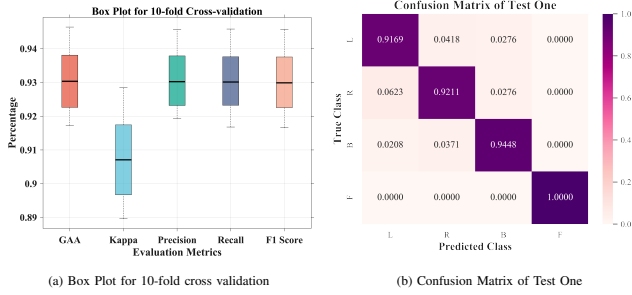 Box Plot for 10-fold Cross-validation
0.94
0.93
0.92
0.91
0.9
0.89
Percentage
GAA Kappa Precision Recall F1 Score
Evaluation Metrics
(a) Box Plot for 10-fold cross validation
Confusion Matrix of Test One
True Class
L 0.9169 0.0418 0.0276 0.0000
R 0.0623 0.9211 0.0276 0.0000
B 0.0208 0.0371 0.9448 0.0000
F 0.0000 0.0000 0.0000 1.0000
L R B F
Predicted Class
1.0
0.8
0.6
0.4
0.2
0.0
(b) Confusion Matrix of Test One